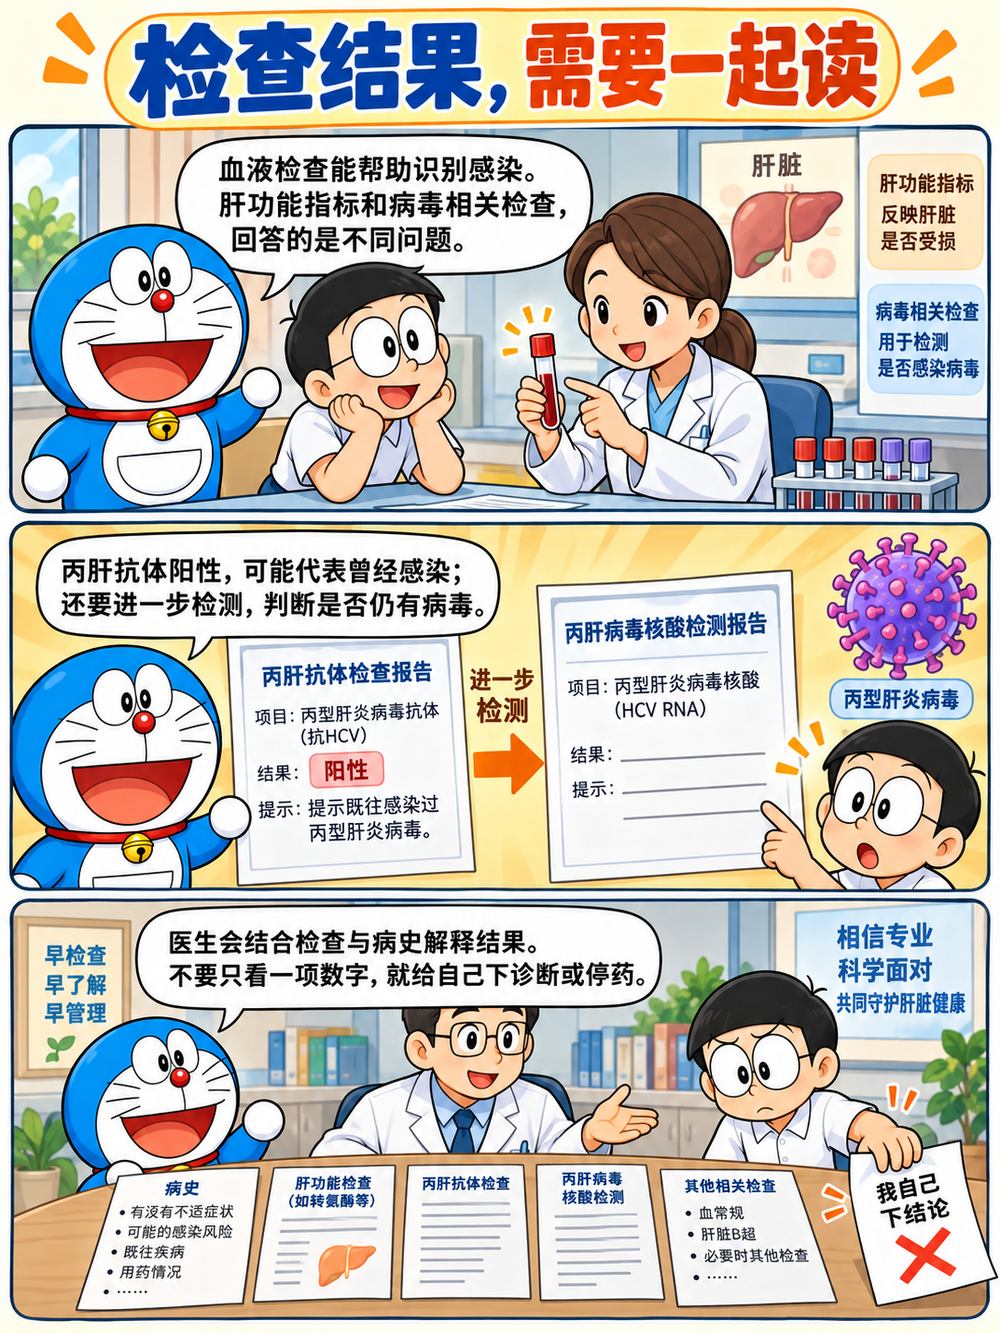 检查结果，需要一起读
血液检查能帮助识别感染。
肝功能指标和病毒相关检查，
回答的是不同问题。
肝脏
肝功能指标
反映肝脏
是否受损
病毒相关检查
用于检测
是否感染病毒
丙肝抗体阳性，可能代表曾经感染；
还要进一步检测，判断是否仍有病毒。
丙肝抗体检查报告
项目：丙型肝炎病毒抗体
（抗HCV）
结果：阳性
提示：提示既往感染过
丙型肝炎病毒。
进一步
检测
丙肝病毒核酸检测报告
项目：丙型肝炎病毒核酸
（HCV RNA）
结果：
提示：
丙型肝炎病毒
医生会结合检查与病史解释结果。
不要只看一项数字，就给自己下诊断或停药。
早检查
早了解
早管理
相信专业
科学面对
共同守护肝脏健康
病史
• 有没有不适症状
• 可能的感染风险
• 既往疾病
• 用药情况
• ……
肝功能检查
（如转氨酶等）
丙肝抗体检查
丙肝病毒
核酸检测
其他相关检查
• 血常规
• 肝脏B超
• 必要时其他检查
• ……
我自己
下结论